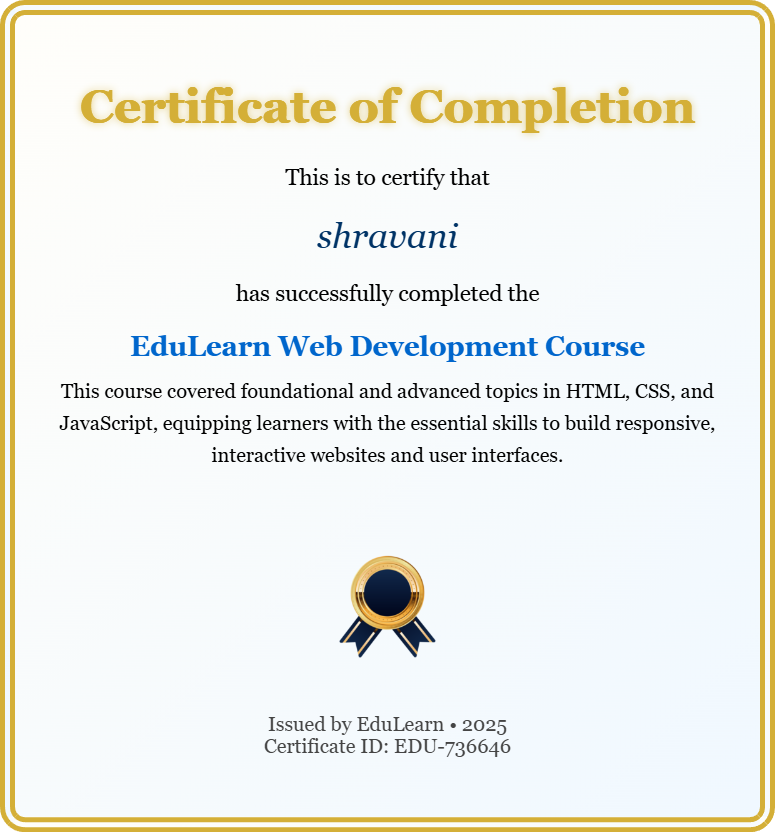 Certificate of Completion
This is to certify that
shravani
has successfully completed the
EduLearn Web Development Course
This course covered foundational and advanced topics in HTML, CSS, and
JavaScript, equipping learners with the essential skills to build responsive,
interactive websites and user interfaces.
Issued by EduLearn • 2025
Certificate ID: EDU-736646